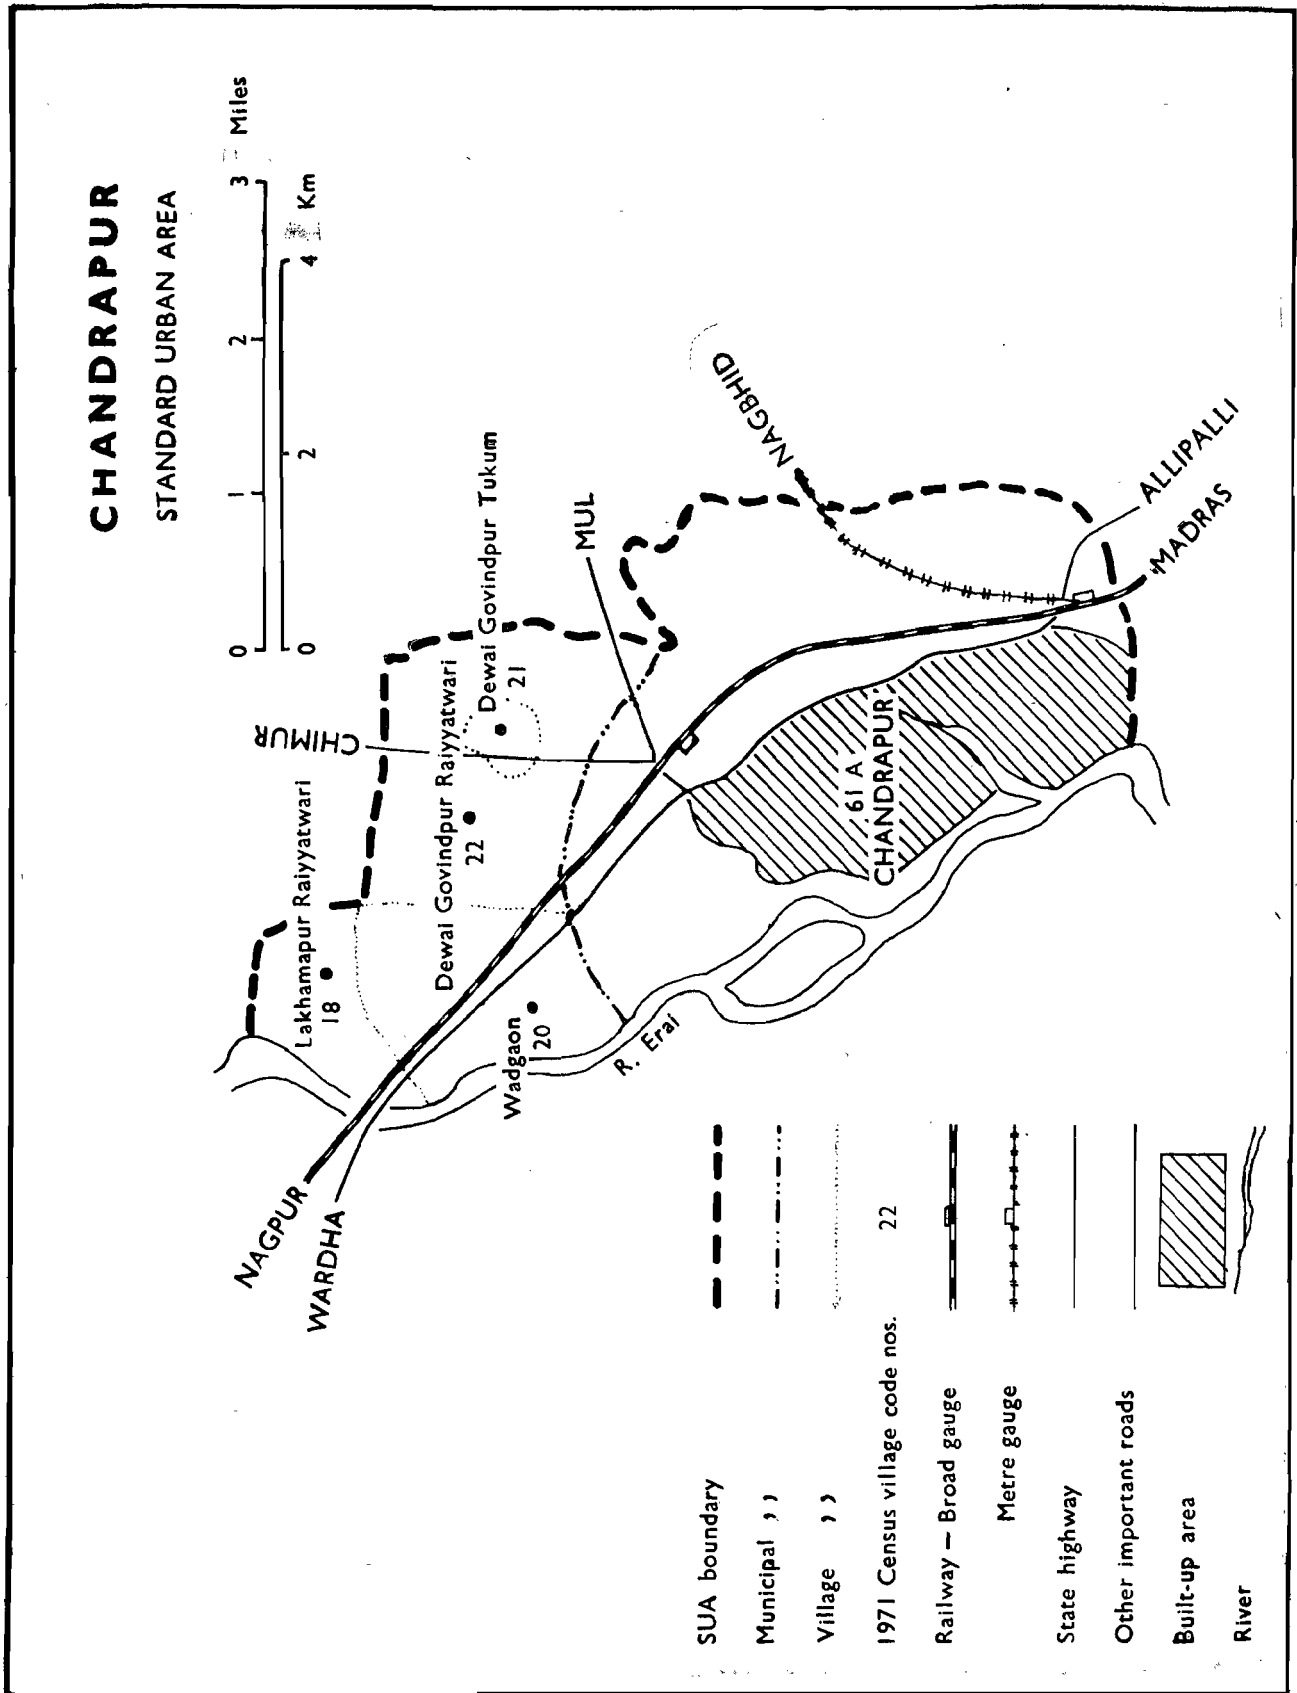 CHANDRAPUR
STANDARD URBAN AREA
0 1 2 3 Miles
0 2 4 Km
Lakhamapur Raiyyatwari
18
CHIMUR
Dewai Govindpur Raiyyatwari
22
Dewai Govindpur Tukum
21
MUL
NAGBHID
ALLIPALLI
MADRAS
61 A
CHANDRAPUR
Wadgaon
20
R. Erai
NAGPUR
WARDHA
SUA boundary
Municipal ,,
Village ,,
1971 Census village code nos. 22
Railway — Broad gauge
Metre gauge
State highway
Other important roads
Built-up area
River